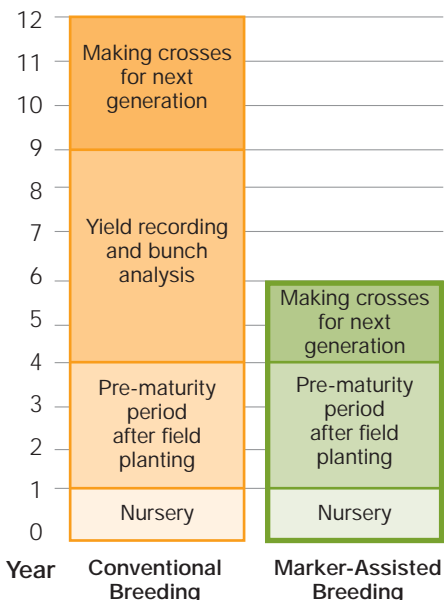 12
11
10
9
8
7
6
5
4
3
2
1
0
Making crosses
for next
generation
Yield recording
and bunch
analysis
Pre-maturity
period
after field
planting
Nursery
Making crosses
for next
generation
Pre-maturity
period
after field
planting
Nursery
Year
Conventional
Breeding
Marker-Assisted
Breeding